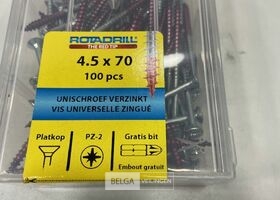 ROTADRILL
THE RED TIP
4.5 x 70
100 pcs
UNISCHROEF VERZINKT
VIS UNIVERSELLE ZINGUÉ
Platkop
PZ-2
Gratis bit
Embout gratuit
BELGA VEILINGEN